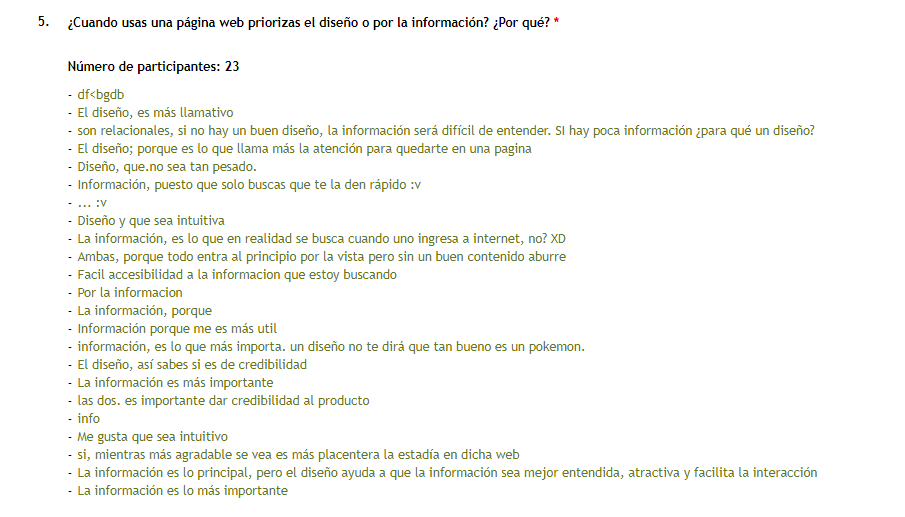 5. ¿Cuando usas una página web priorizas el diseño o por la información? ¿Por qué? *
Número de participantes: 23
- df<bgdb
- El diseño, es más llamativo
- son relacionales, si no hay un buen diseño, la información será difícil de entender. SI hay poca información ¿para qué un diseño?
- El diseño; porque es lo que llama más la atención para quedarte en una pagina
- Diseño, que.no sea tan pesado.
- Información, puesto que solo buscas que te la den rápido :v
- ... :v
- Diseño y que sea intuitiva
- La información, es lo que en realidad se busca cuando uno ingresa a internet, no? XD
- Ambas, porque todo entra al principio por la vista pero sin un buen contenido aburre
- Facil accesibilidad a la informacion que estoy buscando
- Por la informacion
- La información, porque
- Información porque me es más util
- información, es lo que más importa. un diseño no te dirá que tan bueno es un pokemon.
- El diseño, así sabes si es de credibilidad
- La información es más importante
- las dos. es importante dar credibilidad al producto
- info
- Me gusta que sea intuitivo
- si, mientras más agradable se vea es más placentera la estadía en dicha web
- La información es lo principal, pero el diseño ayuda a que la información sea mejor entendida, atractiva y facilita la interacción
- La información es lo más importante